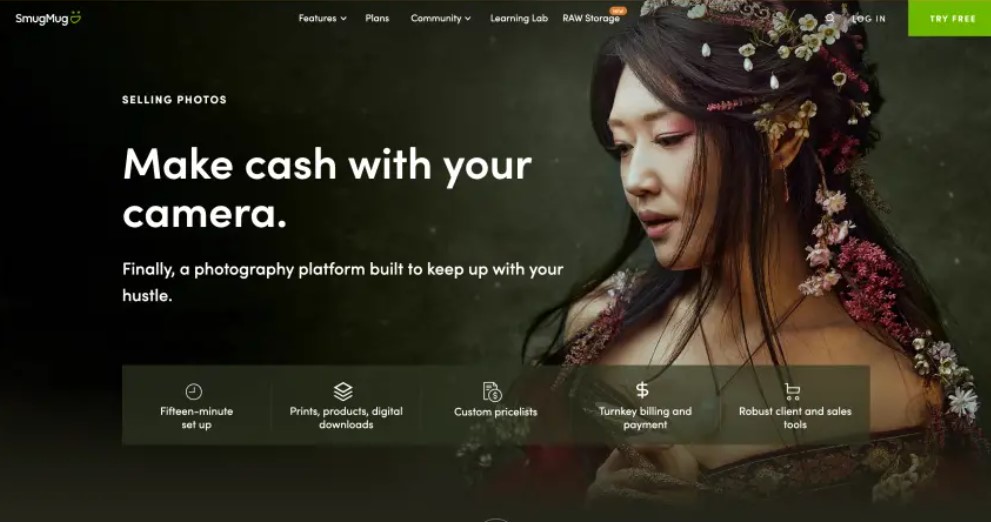 SmugMug
Features Plans Community Learning Lab RAW Storage
NEW
LOG IN
TRY FREE
SELLING PHOTOS
Make cash with your
camera.
Finally, a photography platform built to keep up with your
hustle.
Fifteen-minute
set up
Prints, products, digital
downloads
Custom pricelists
Turnkey billing and
payment
Robust client and sales
tools